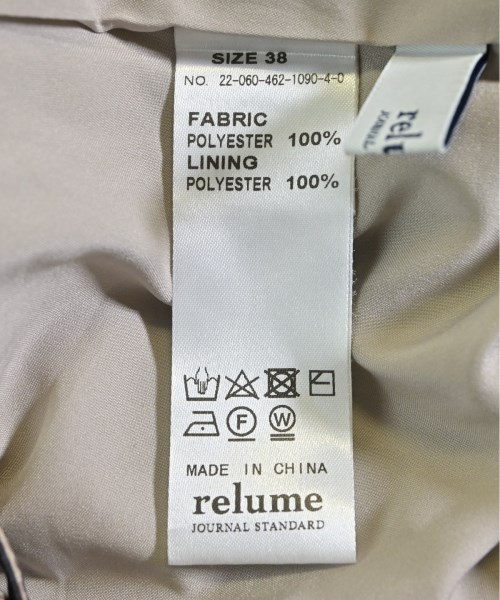 SIZE 38
NO. 22-060-462-1090-4-0
FABRIC
POLYESTER 100%
LINING
POLYESTER 100%
F W
MADE IN CHINA
relume
JOURNAL STANDARD
relu